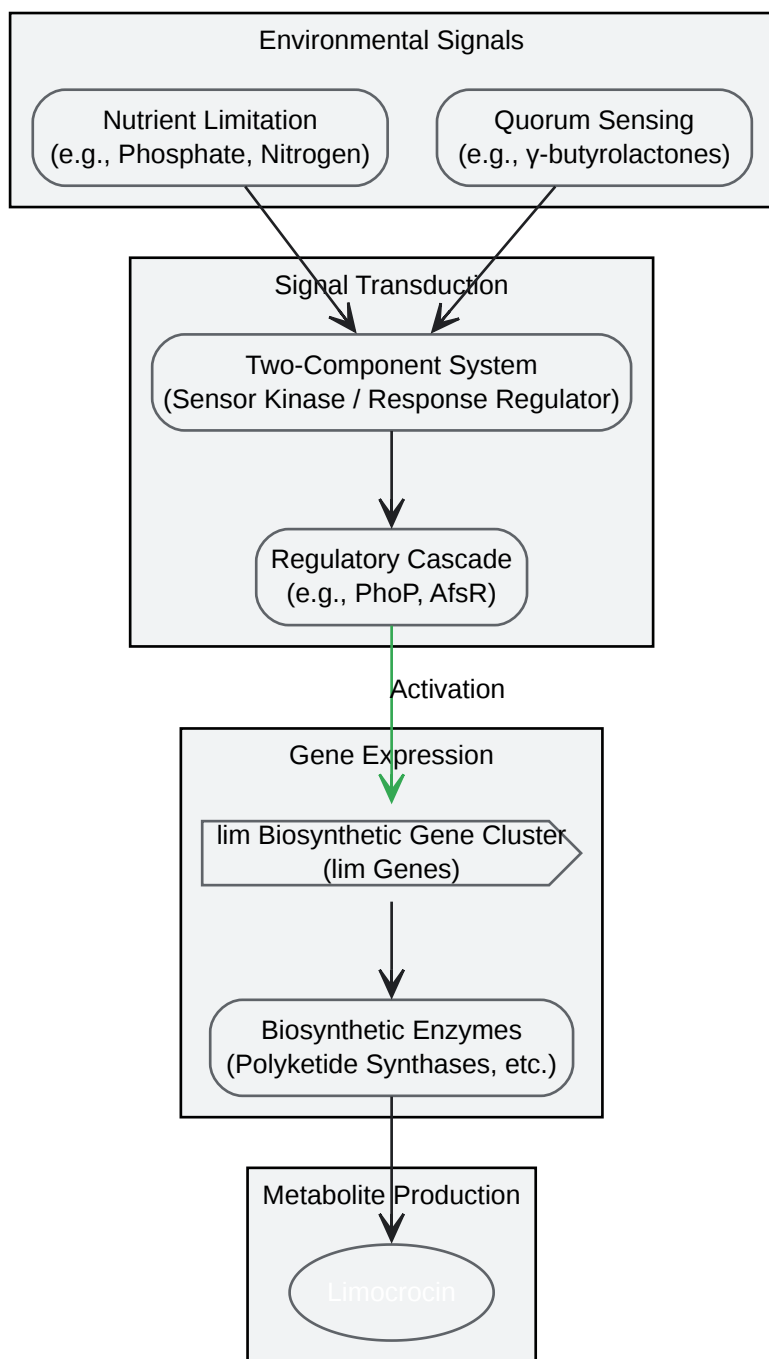 Environmental Signals
Nutrient Limitation
(e.g., Phosphate, Nitrogen)
Quorum Sensing
(e.g., γ-butyrolactones)
Signal Transduction
Two-Component System
(Sensor Kinase / Response Regulator)
Regulatory Cascade
(e.g., PhoP, AfsR)
Activation
Gene Expression
lim Biosynthetic Gene Cluster
(lim Genes)
Biosynthetic Enzymes
(Polyketide Synthases, etc.)
Metabolite Production
Limocrocin